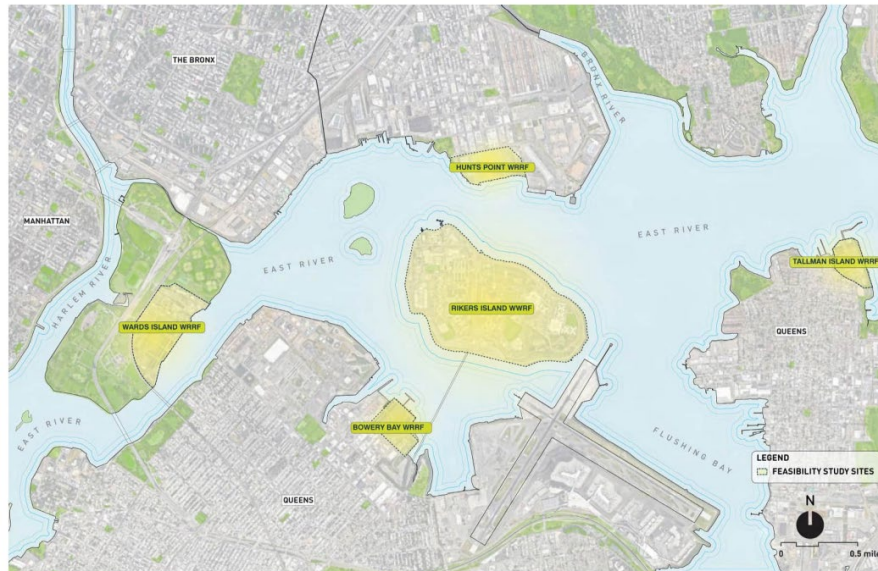 THE BRONX
BRONX RIVER
HUNTS POINT WRRF
MANHATTAN
EAST RIVER
EAST RIVER
TALLMAN ISLAND WRRF
HARLEM RIVER
WARDS ISLAND WRRF
RIKERS ISLAND WWRF
QUEENS
EAST RIVER
BOWERY BAY WRRF
FLUSHING BAY
LEGEND
FEASIBILITY STUDY SITES
QUEENS
N
0 0.5 mile